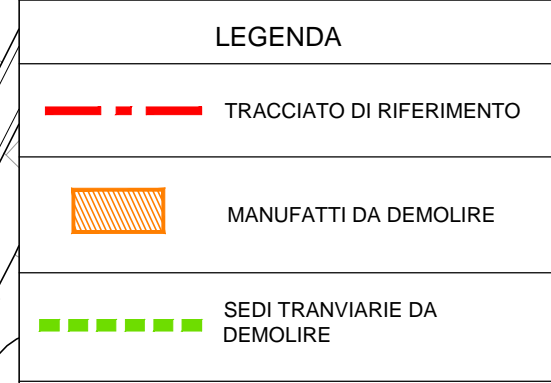 LEGENDA
TRACCIATO DI RIFERIMENTO
MANUFATTI DA DEMOLIRE
SEDI TRANVIARIE DA
DEMOLIRE